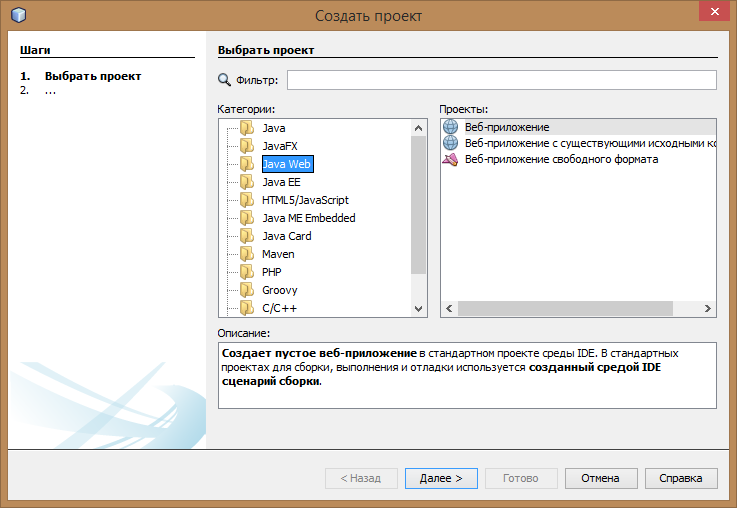 Создать проект
Шаги
1. Выбрать проект
2. ...
Выбрать проект
Фильтр:
Категории:
Java
JavaFX
Java Web
Java EE
HTML5/JavaScript
Java ME Embedded
Java Card
Maven
PHP
Groovy
C/C++
Проекты:
Веб-приложение
Веб-приложение с существующими исходными ко
Веб-приложение свободного формата
Описание:
Создает пустое веб-приложение в стандартном проекте среды IDE. В стандартных
проектах для сборки, выполнения и отладки используется созданный средой IDE
сценарий сборки.
< Назад
Далее >
Готово
Отмена
Справка